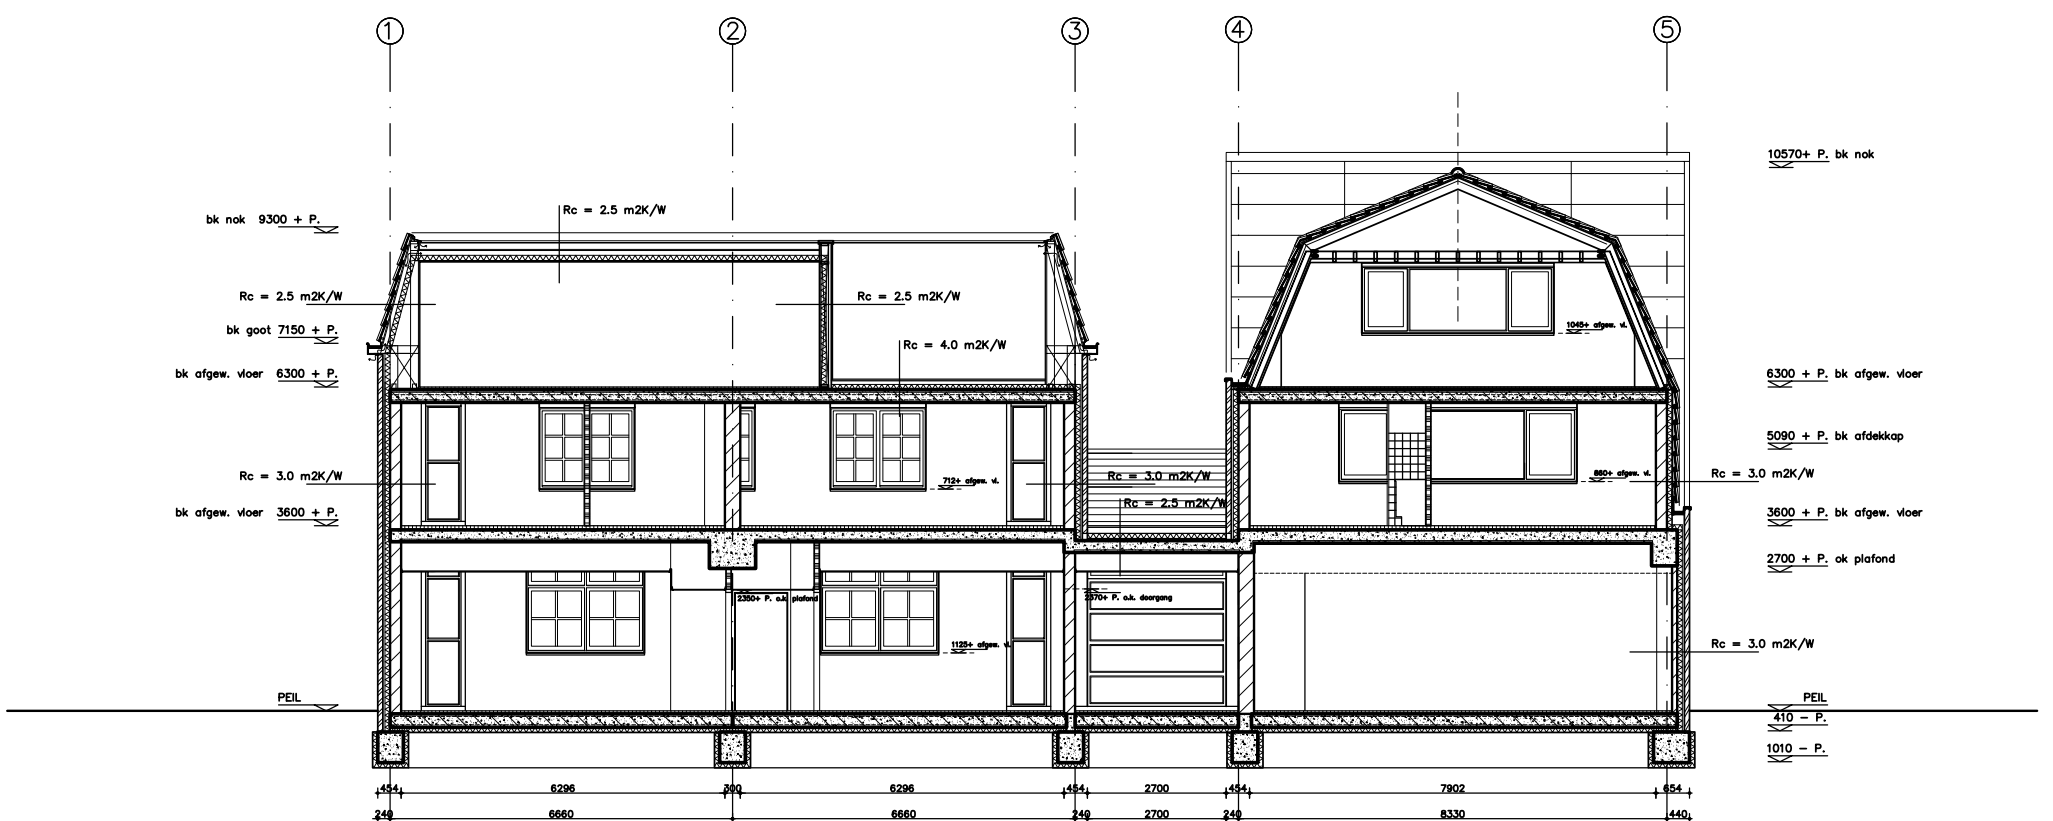 1 2 3 4 5
10570+ P. bk nok
Rc = 2.5 m2K/W
bk nok 9300 + P.
Rc = 2.5 m2K/W
Rc = 2.5 m2K/W
bk goot 7150 + P.
1045+ afgew. vl.
Rc = 4.0 m2K/W
bk afgew. vloer 6300 + P.
6300 + P. bk afgew. vloer
5090 + P. bk afdekkap
Rc = 3.0 m2K/W
712+ afgew. vl.
Rc = 3.0 m2K/W
860+ afgew. vl.
Rc = 3.0 m2K/W
Rc = 2.5 m2K/W
bk afgew. vloer 3600 + P.
3600 + P. bk afgew. vloer
2700 + P. ok plafond
2350+ P. o.k. plafond
2370+ P. o.k. doorgang
1125+ afgew. vl.
Rc = 3.0 m2K/W
PEIL
PEIL
410 - P.
1010 - P.
454 6296 300 6296 454 2700 454 7902 654
240 6660 6660 240 2700 240 8330 440